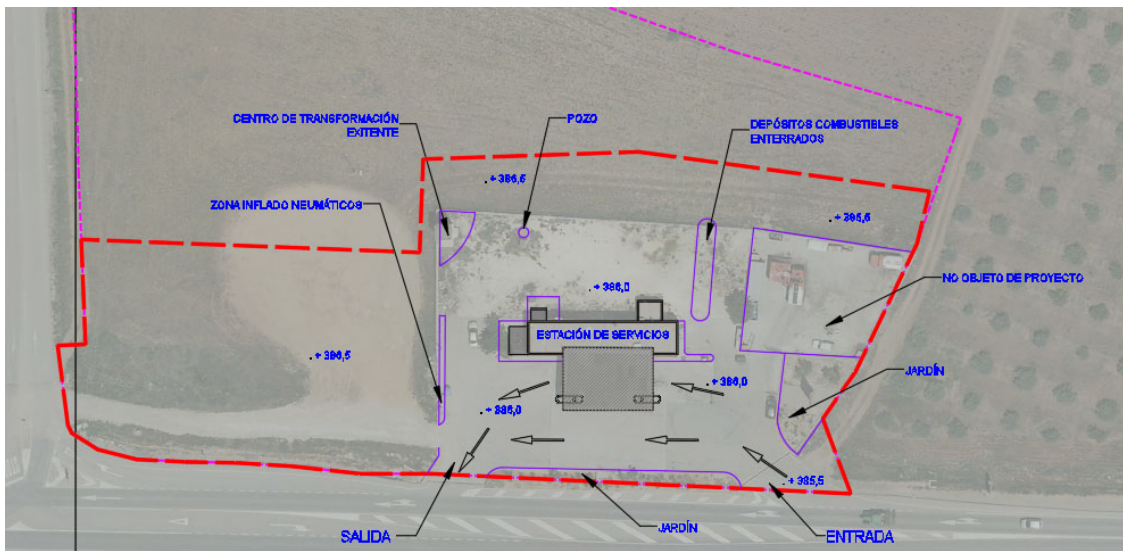 CENTRO DE TRANSFORMACIÓN
EXITENTE
POZO
DEPÓSITOS COMBUSTIBLES
ENTERRADOS
. + 386,5
ZONA INFLADO NEUMÁTICOS
. + 385,5
NO OBJETO DE PROYECTO
. + 386,0
ESTACIÓN DE SERVICIOS
. + 386,5
JARDÍN
. + 386,0
. + 386,0
. + 385,5
SALIDA
JARDÍN
ENTRADA